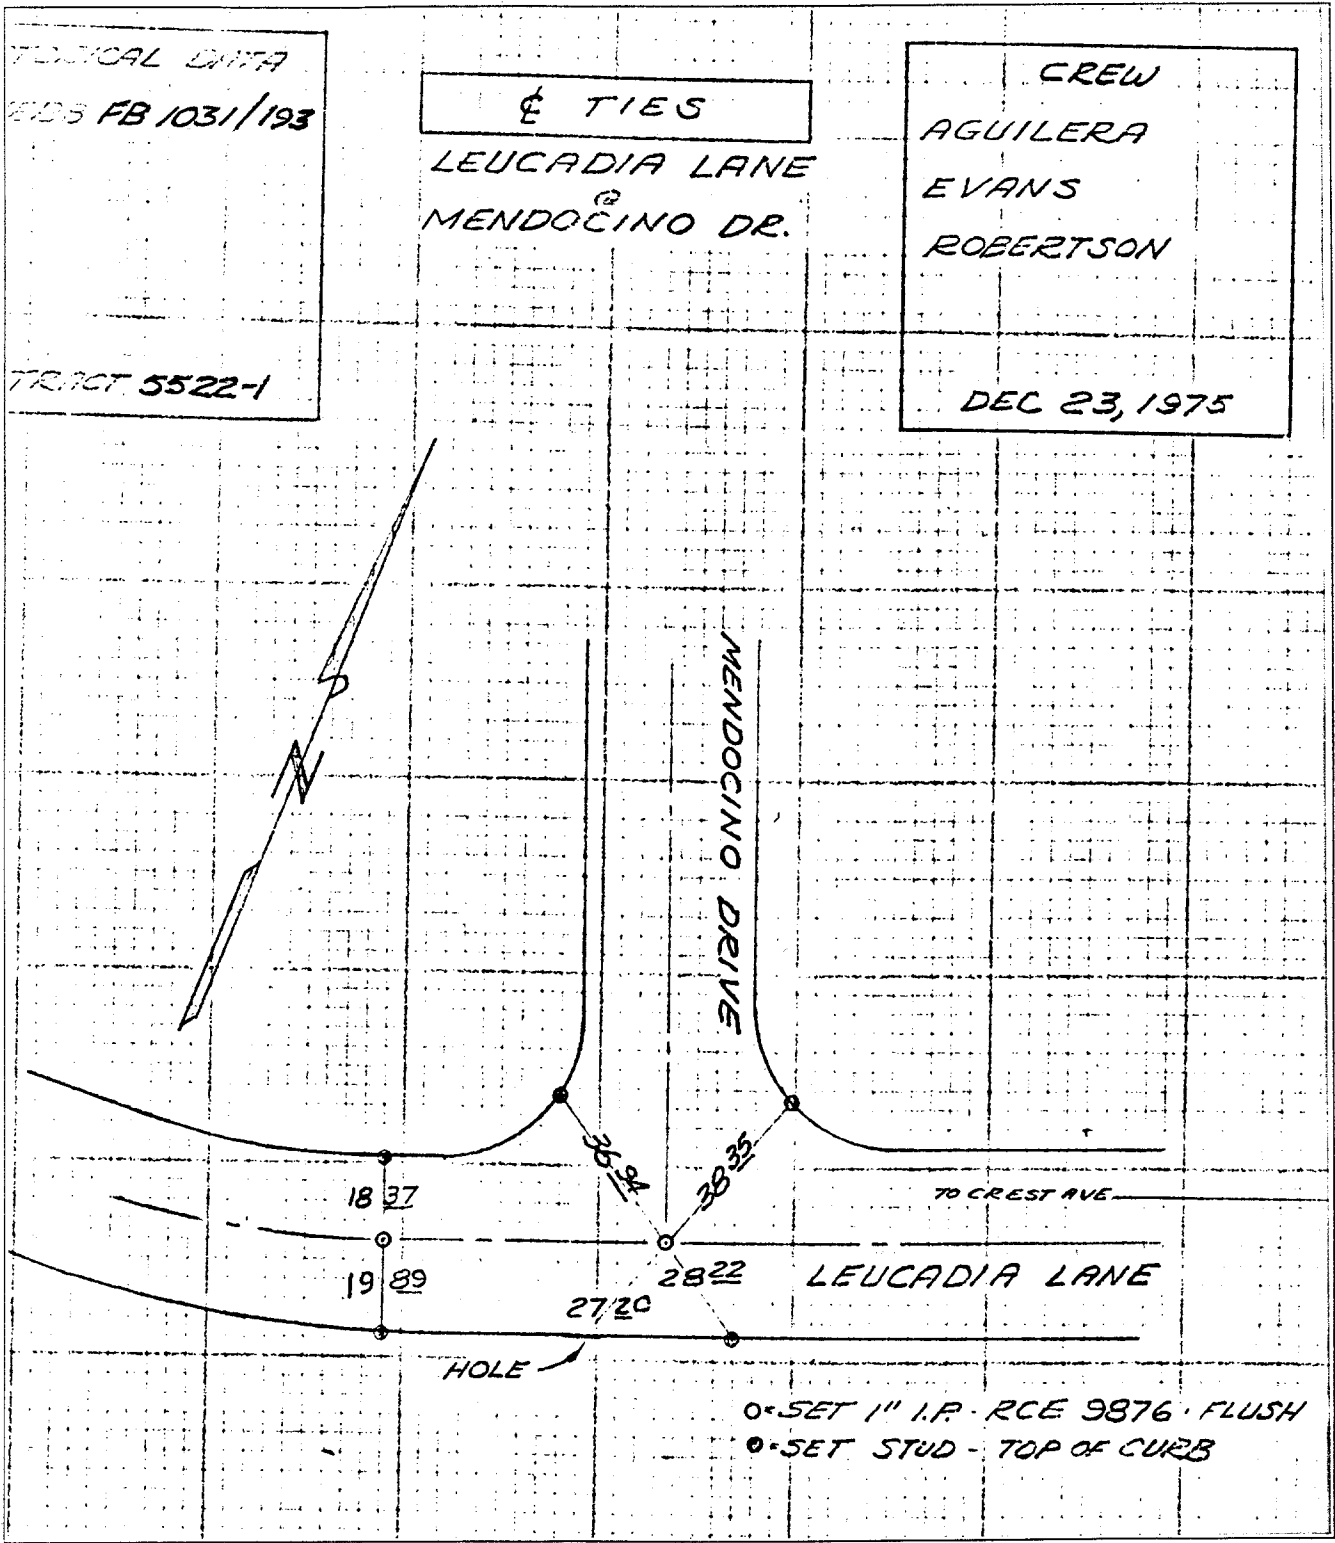 DATA
FB 1031/193
TRACT 5522-1
℄ TIES
LEUCADIA LANE
@
MENDOCINO DR.
CREW
AGUILERA
EVANS
ROBERTSON
DEC 23, 1975
N
MENDOCINO DRIVE
36 94
38 35
18 37
TO CREST AVE
19 89
28 22
LEUCADIA LANE
27 20
HOLE
O=SET 1" I.P. - RCE 9876 - FLUSH
SET STUD - TOP OF CURB